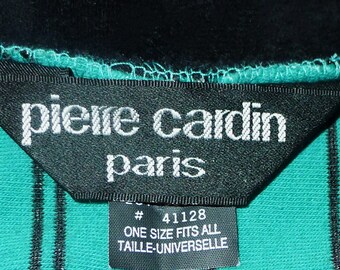 pierre cardin
paris
# 41128
ONE SIZE FITS ALL
TAILLE-UNIVERSELLE